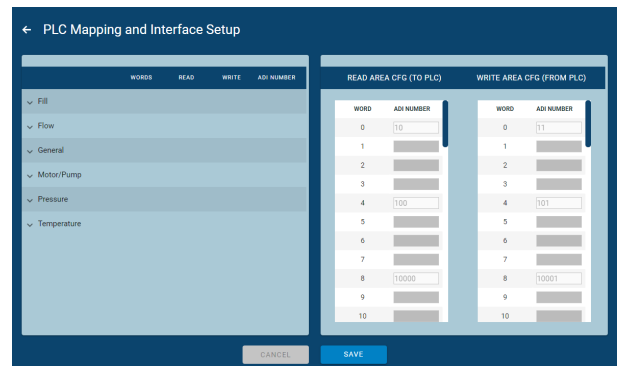 ← PLC Mapping and Interface Setup
WORDS READ WRITE ADI NUMBER
Fill
Flow
General
Motor/Pump
Pressure
Temperature
READ AREA CFG (TO PLC)
WORD ADI NUMBER
0 10
1
2
3
4 100
5
6
7
8 10000
9
10
WRITE AREA CFG (FROM PLC)
WORD ADI NUMBER
0 11
1
2
3
4 101
5
6
7
8 10001
9
10
CANCEL SAVE